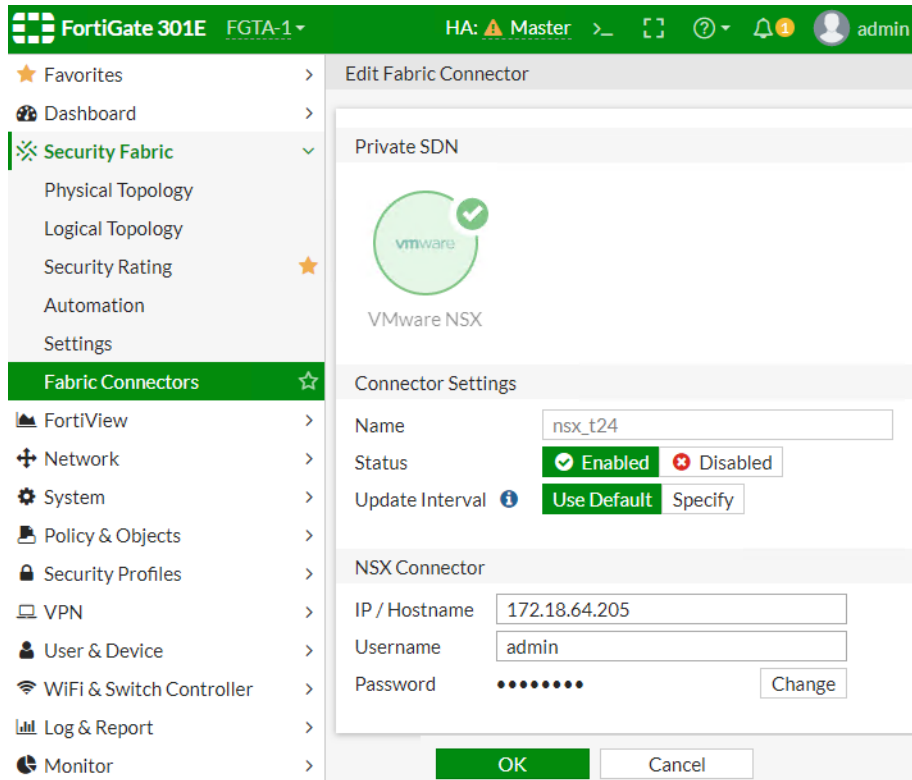 FortiGate 301E FGTA-1 HA: Master >_ 1 admin
Favorites
Dashboard
Security Fabric
Physical Topology
Logical Topology
Security Rating
Automation
Settings
Fabric Connectors
FortiView
Network
System
Policy & Objects
Security Profiles
VPN
User & Device
WiFi & Switch Controller
Log & Report
Monitor
Edit Fabric Connector
Private SDN
vmware
VMware NSX
Connector Settings
Name nsx_t24
Status Enabled Disabled
Update Interval Use Default Specify
NSX Connector
IP / Hostname 172.18.64.205
Username admin
Password •••••••• Change
OK Cancel